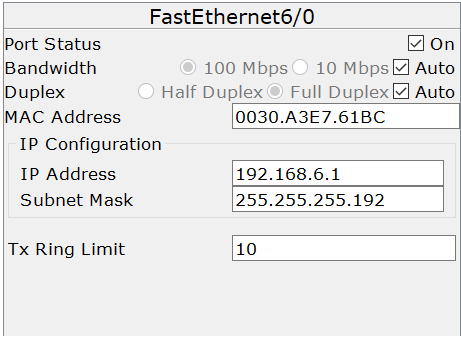 FastEthernet6/0
Port Status On
Bandwidth 100 Mbps 10 Mbps Auto
Duplex Half Duplex Full Duplex Auto
MAC Address 0030.A3E7.61BC
IP Configuration
IP Address 192.168.6.1
Subnet Mask 255.255.255.192
Tx Ring Limit 10